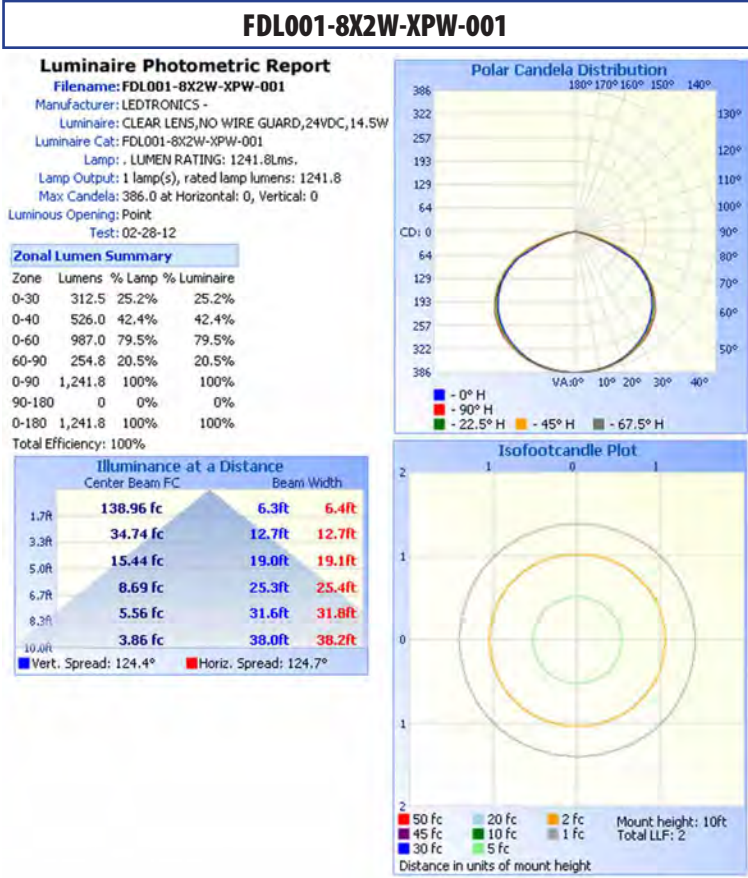 FDL001-8X2W-XPW-001
Luminaire Photometric Report
Filename: FDL001-8X2W-XPW-001
Manufacturer: LEDTRONICS -
Luminaire: CLEAR LENS,NO WIRE GUARD,24VDC,14.5W
Luminaire Cat: FDL001-8X2W-XPW-001
Lamp: . LUMEN RATING: 1241.8Lms.
Lamp Output: 1 lamp(s), rated lamp lumens: 1241.8
Max Candela: 386.0 at Horizontal: 0, Vertical: 0
Luminous Opening: Point
Test: 02-28-12
Zonal Lumen Summary
Zone Lumens % Lamp % Luminaire
0-30 312.5 25.2% 25.2%
0-40 526.0 42.4% 42.4%
0-60 987.0 79.5% 79.5%
60-90 254.8 20.5% 20.5%
0-90 1,241.8 100% 100%
90-180 0 0% 0%
0-180 1,241.8 100% 100%
Total Efficiency: 100%
Illuminance at a Distance
Center Beam FC Beam Width
1.7ft 138.96 fc 6.3ft 6.4ft
3.3ft 34.74 fc 12.7ft 12.7ft
5.0ft 15.44 fc 19.0ft 19.1ft
6.7ft 8.69 fc 25.3ft 25.4ft
8.3ft 5.56 fc 31.6ft 31.8ft
10.0ft 3.86 fc 38.0ft 38.2ft
Vert. Spread: 124.4° Horiz. Spread: 124.7°
Polar Candela Distribution
386 180° 170° 160° 150° 140°
322 130°
257
193 120°
129 110°
64 100°
CD: 0 90°
64 80°
129 70°
193 60°
257
322 50°
386
VA:0° 10° 20° 30° 40°
- 0° H
- 90° H
- 22.5° H - 45° H - 67.5° H
Isofootcandle Plot
1 0 1
2
1
0
1
2
50 fc 20 fc 2 fc Mount height: 10ft
45 fc 10 fc 1 fc Total LLF: 2
30 fc 5 fc
Distance in units of mount height